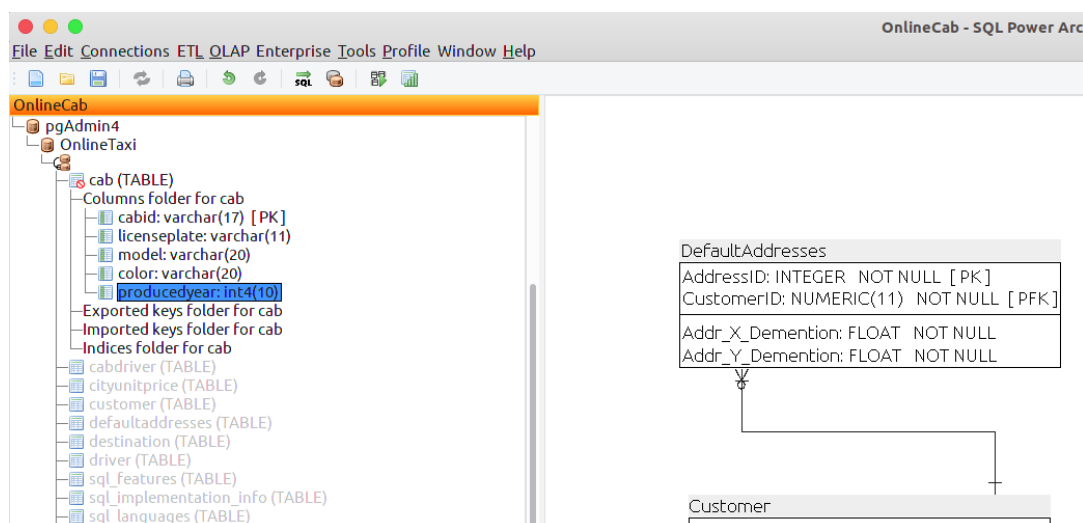 OnlineCab - SQL Power Arc
File Edit Connections ETL OLAP Enterprise Tools Profile Window Help
SQL
OnlineCab
pgAdmin4
OnlineTaxi
cab (TABLE)
Columns folder for cab
cabid: varchar(17) [ PK ]
licenseplate: varchar(11)
model: varchar(20)
color: varchar(20)
producedyear: int4(10)
Exported keys folder for cab
Imported keys folder for cab
Indices folder for cab
cabdriver (TABLE)
cityunitprice (TABLE)
customer (TABLE)
defaultaddresses (TABLE)
destination (TABLE)
driver (TABLE)
sql_features (TABLE)
sql_implementation_info (TABLE)
sql_languages (TABLE)
DefaultAddresses
AddressID: INTEGER NOT NULL [ PK ]
CustomerID: NUMERIC(11) NOT NULL [ PFK ]
Addr_X_Demention: FLOAT NOT NULL
Addr_Y_Demention: FLOAT NOT NULL
Customer